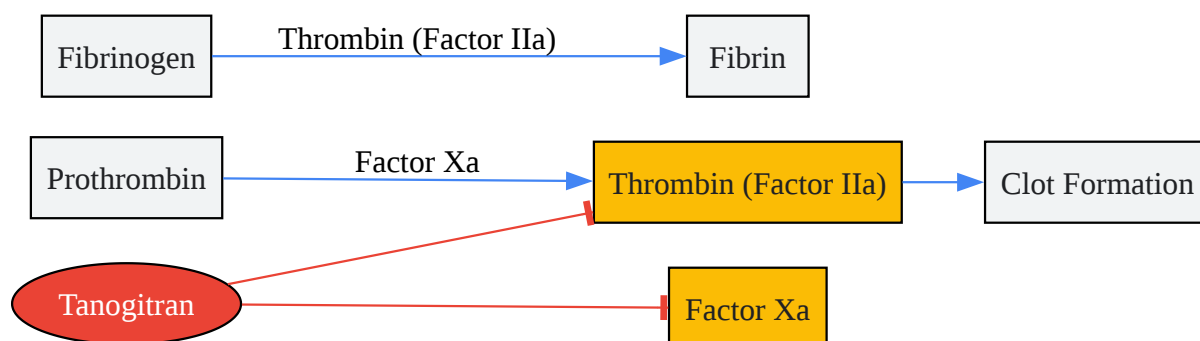 Fibrinogen
Thrombin (Factor IIa)
Fibrin
Prothrombin
Factor Xa
Thrombin (Factor IIa)
Clot Formation
Tanogitran
Factor Xa